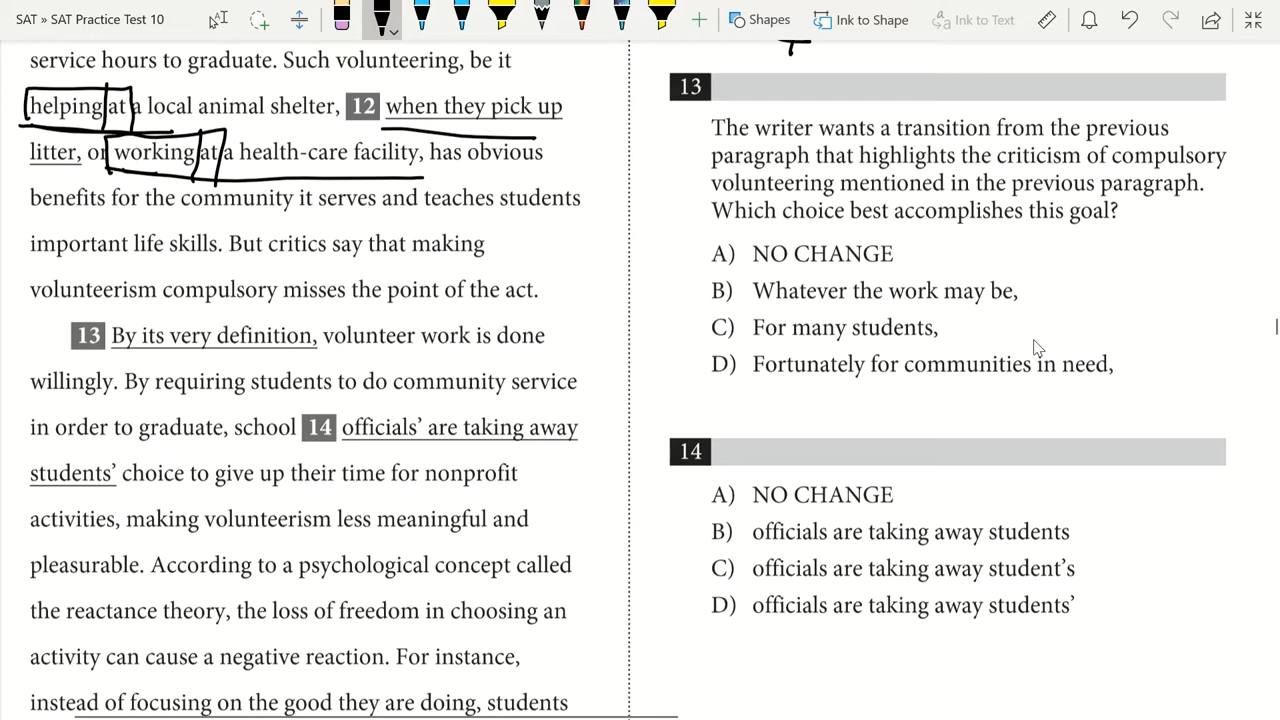 SAT » SAT Practice Test 10
Shapes
Ink to Shape
Ink to Text
service hours to graduate. Such volunteering, be it
helping at a local animal shelter, 12 when they pick up
litter, or working at a health-care facility, has obvious
benefits for the community it serves and teaches students
important life skills. But critics say that making
volunteerism compulsory misses the point of the act.
13 By its very definition, volunteer work is done
willingly. By requiring students to do community service
in order to graduate, school 14 officials’ are taking away
students’ choice to give up their time for nonprofit
activities, making volunteerism less meaningful and
pleasurable. According to a psychological concept called
the reactance theory, the loss of freedom in choosing an
activity can cause a negative reaction. For instance,
instead of focusing on the good they are doing, students
13
The writer wants a transition from the previous
paragraph that highlights the criticism of compulsory
volunteering mentioned in the previous paragraph.
Which choice best accomplishes this goal?
A) NO CHANGE
B) Whatever the work may be,
C) For many students,
D) Fortunately for communities in need,
14
A) NO CHANGE
B) officials are taking away students
C) officials are taking away student’s
D) officials are taking away students’